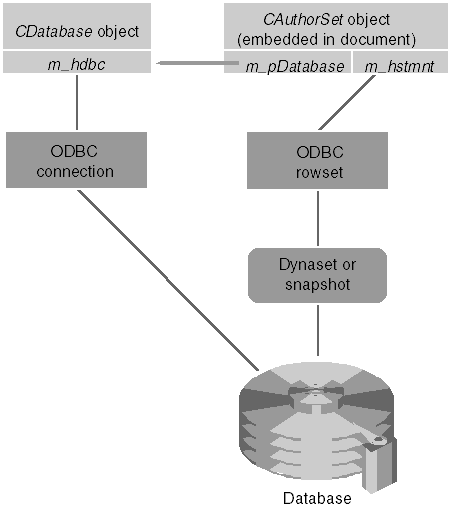 CDatabase object
CAuthorSet object
(embedded in document)
m_hdbc
m_pDatabase
m_hstmnt
ODBC
connection
ODBC
rowset
Dynaset or
snapshot
Database